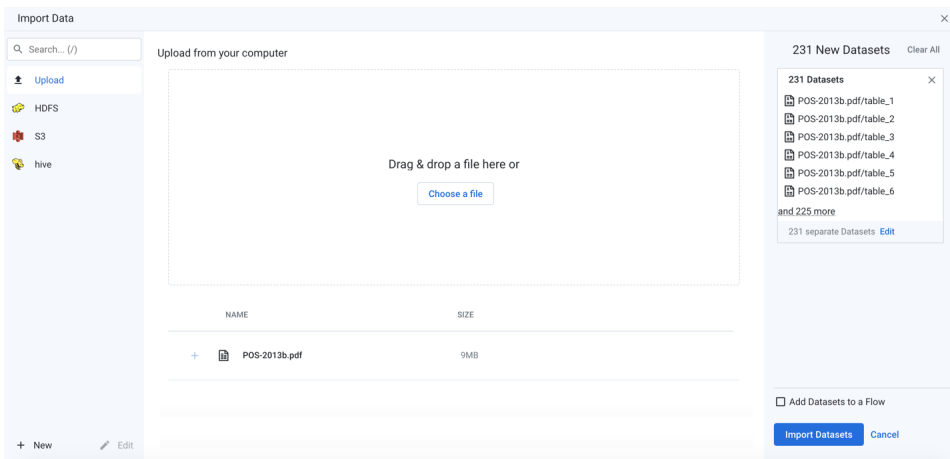 Import Data
Search... (/)
Upload
HDFS
S3
hive
+ New
Edit
Upload from your computer
Drag & drop a file here or
Choose a file
NAME SIZE
+ POS-2013b.pdf 9MB
231 New Datasets Clear All
231 Datasets
POS-2013b.pdf/table_1
POS-2013b.pdf/table_2
POS-2013b.pdf/table_3
POS-2013b.pdf/table_4
POS-2013b.pdf/table_5
POS-2013b.pdf/table_6
and 225 more
231 separate Datasets Edit
Add Datasets to a Flow
Import Datasets Cancel